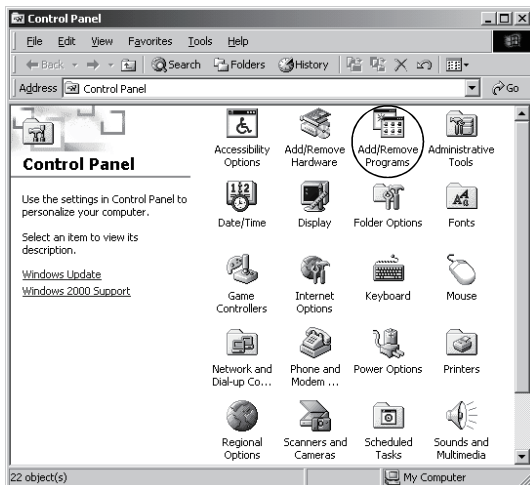 Control Panel
File Edit View Favorites Tools Help
Back Search Folders History
Address Control Panel Go
Control Panel
Use the settings in Control Panel to
personalize your computer.
Select an item to view its
description.
Windows Update
Windows 2000 Support
Accessibility
Options
Add/Remove
Hardware
Add/Remove
Programs
Administrative
Tools
Date/Time
Display
Folder Options
Fonts
Game
Controllers
Internet
Options
Keyboard
Mouse
Network and
Dial-up Co...
Phone and
Modem ...
Power Options
Printers
Regional
Options
Scanners and
Cameras
Scheduled
Tasks
Sounds and
Multimedia
22 object(s) My Computer